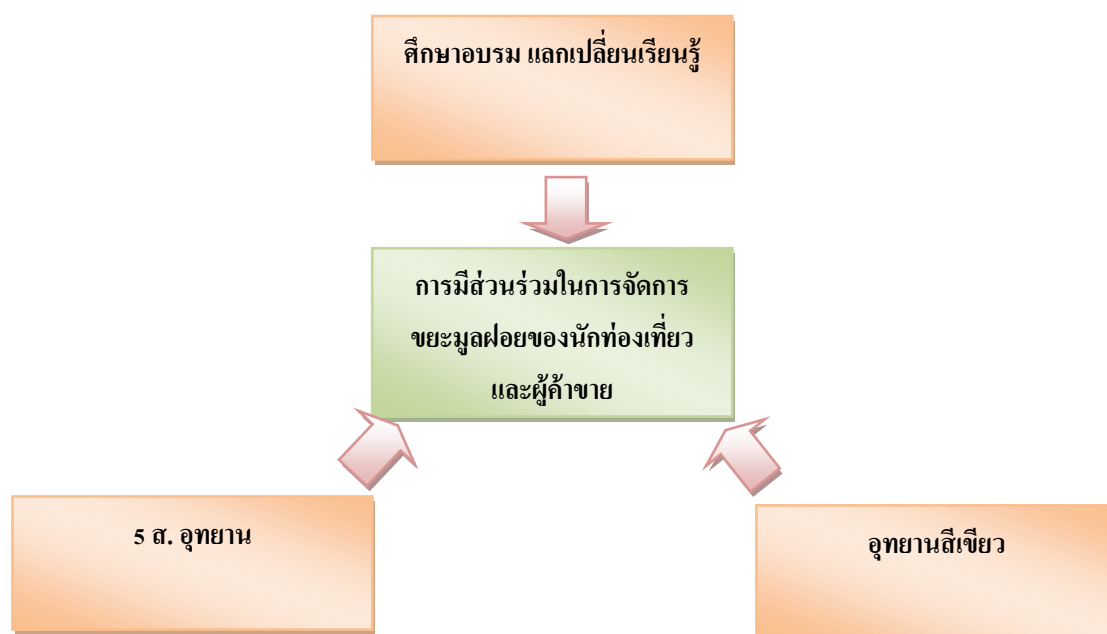 ศึกษาอบรม แลกเปลี่ยนเรียนรู้
การมีส่วนร่วมในการจัดการ
ขยะมูลฝอยของนักท่องเที่ยว
และผู้ค้าขาย
5 ส. อุทยาน
อุทยานสีเขียว